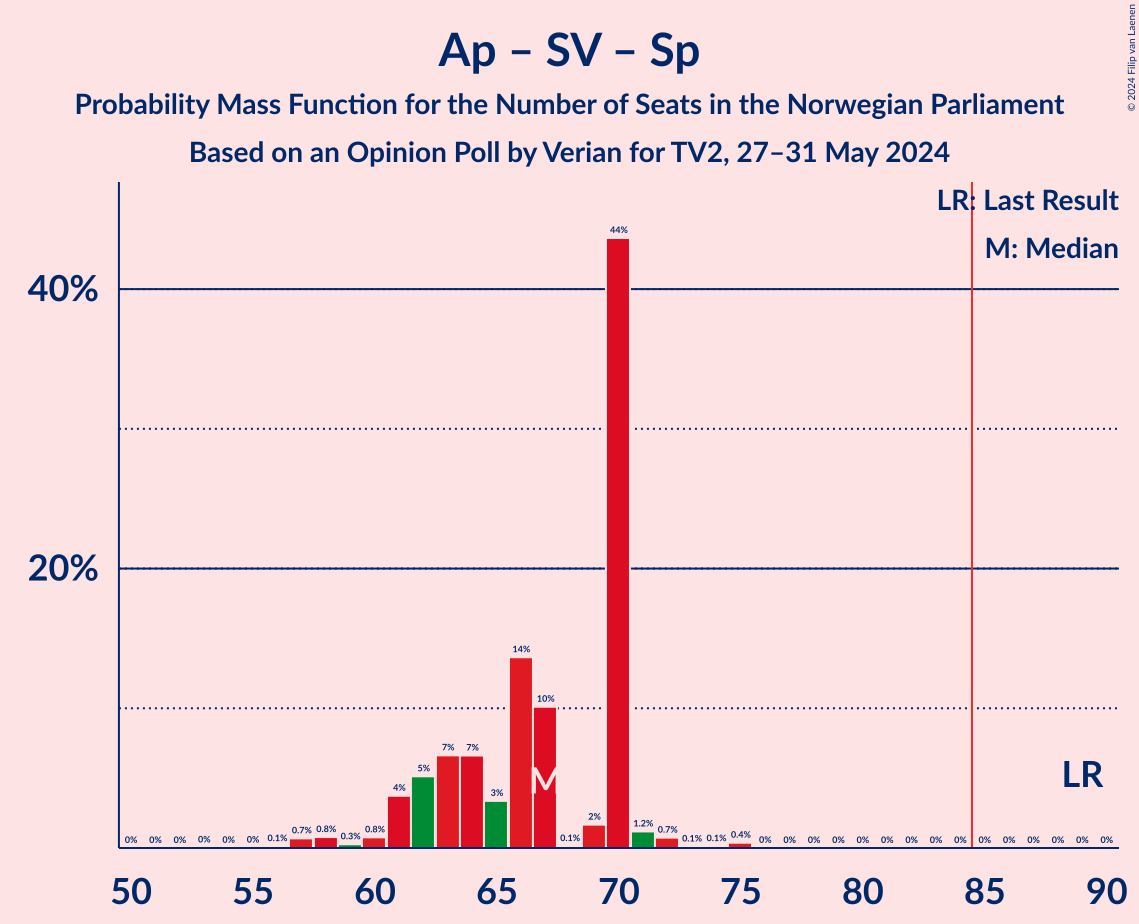 Ap – SV – Sp
Probability Mass Function for the Number of Seats in the Norwegian Parliament
Based on an Opinion Poll by Verian for TV2, 27–31 May 2024
© 2024 Filip van Laenen
LR: Last Result
M: Median
44%
40%
20%
14%
10%
7% 7%
5%
4%
3%
2%
0% 0% 0% 0% 0% 0% 0.1% 0.7% 0.8% 0.3% 0.8% 0.1% 1.2% 0.7% 0.1% 0.1% 0.4% 0% 0% 0% 0% 0% 0% 0% 0% 0% 0% 0% 0% 0% 0% 0%
M
LR
50 55 60 65 70 75 80 85 90